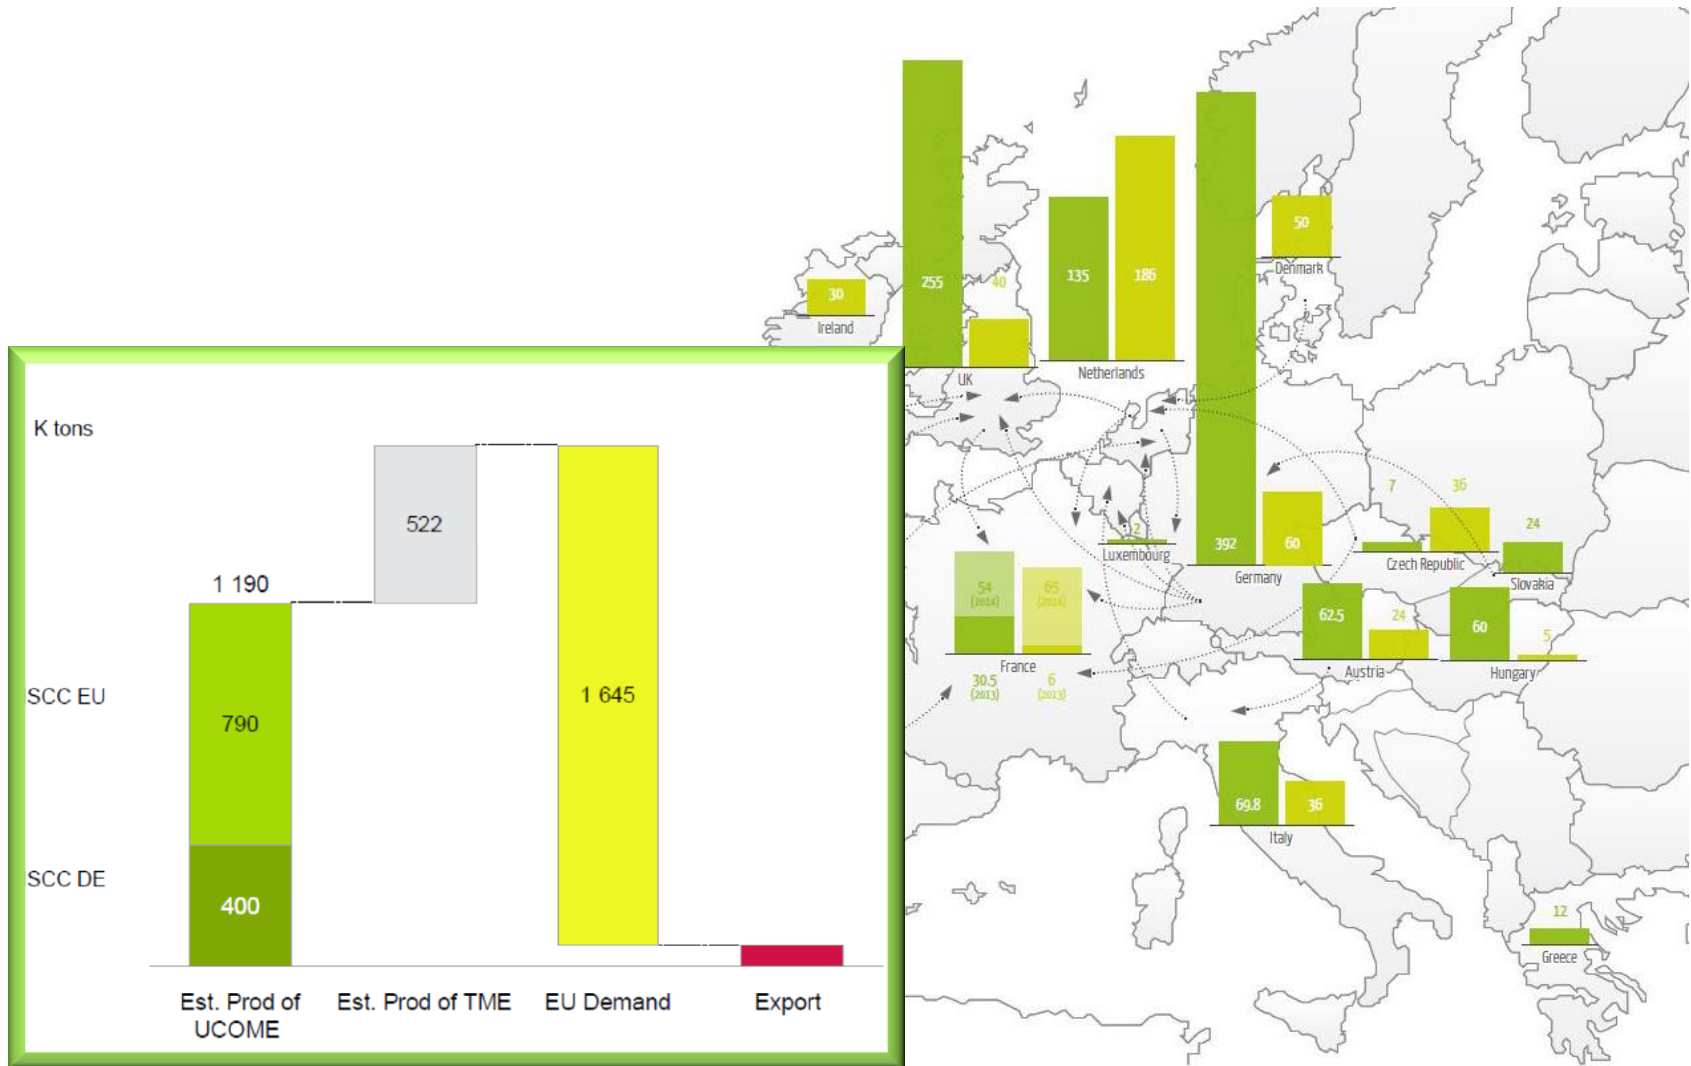 K tons
1 190
522
SCC EU
790
1 645
SCC DE
400
Est. Prod of
UCOME
Est. Prod of TME
EU Demand
Export
30
Ireland
255
40
UK
135
186
Netherlands
392
60
Germany
50
Denmark
2
Luxembourg
7
36
Czech Republic
24
Slovakia
54
(2014)
65
(2014)
France
30.5
(2013)
6
(2013)
62.5
24
Austria
60
5
Hungary
69.8
36
Italy
12
Greece